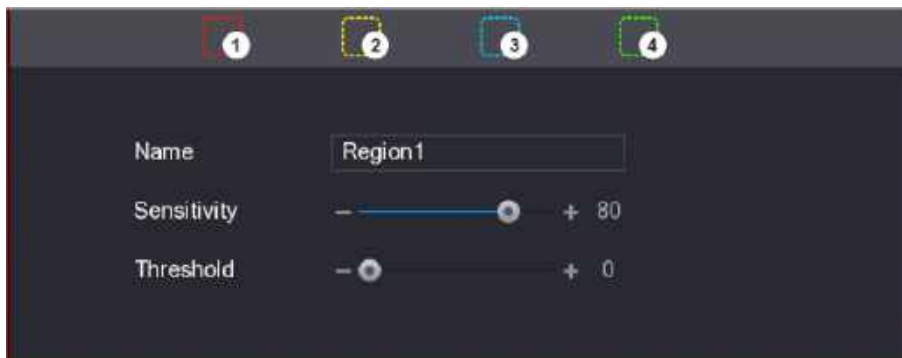 1 2 3 4
Name Region1
Sensitivity - + 80
Threshold - + 0